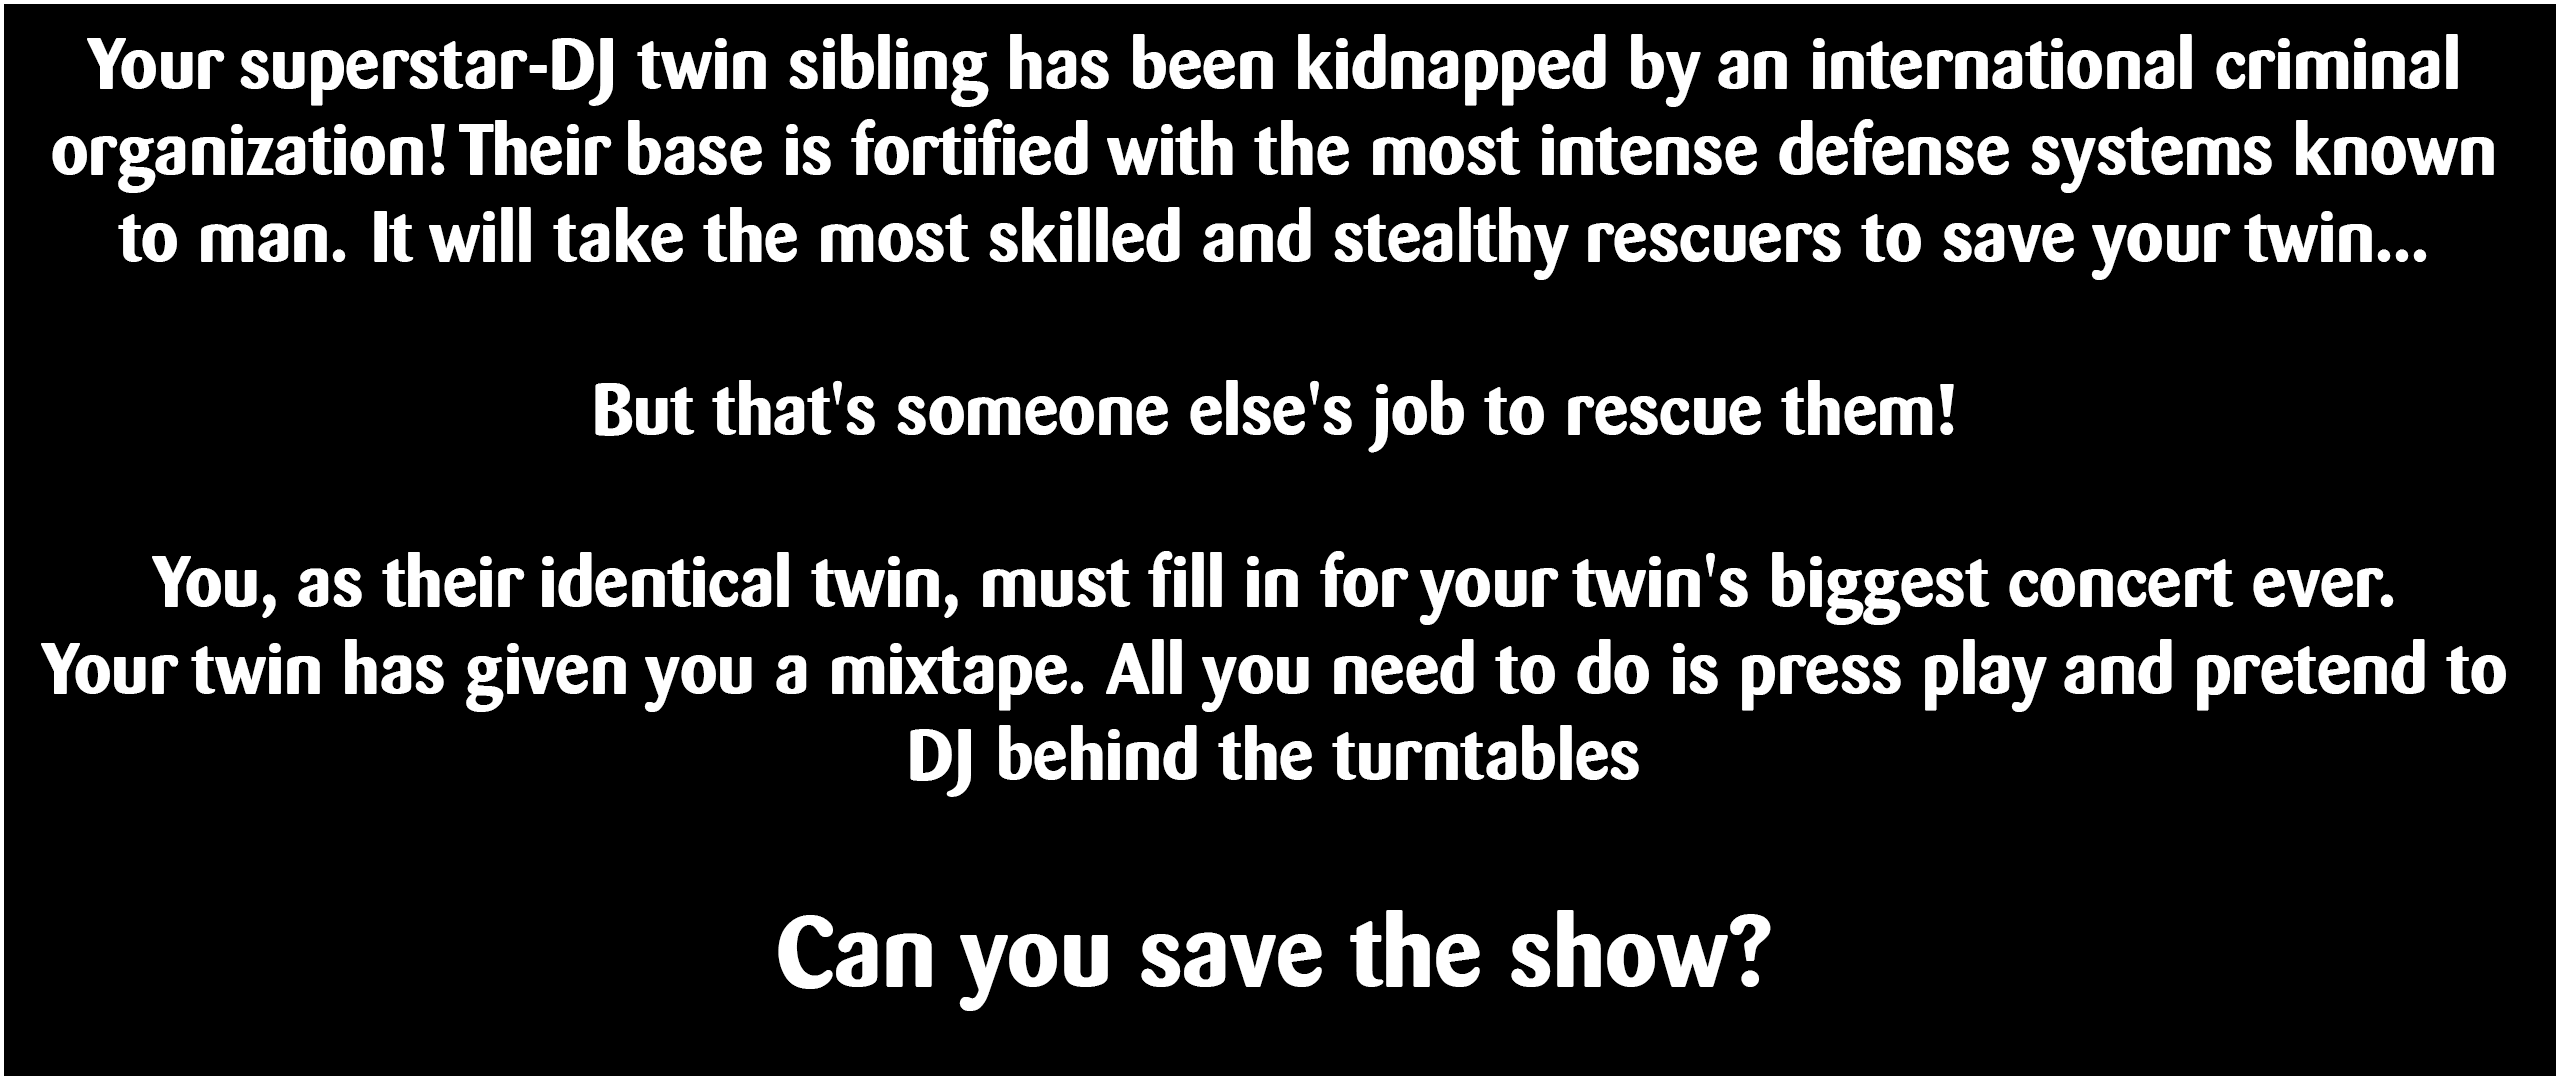 Your superstar-DJ twin sibling has been kidnapped by an international criminal
organization! Their base is fortified with the most intense defense systems known
to man. It will take the most skilled and stealthy rescuers to save your twin...
But that's someone else's job to rescue them!
You, as their identical twin, must fill in for your twin's biggest concert ever.
Your twin has given you a mixtape. All you need to do is press play and pretend to
DJ behind the turntables
Can you save the show?